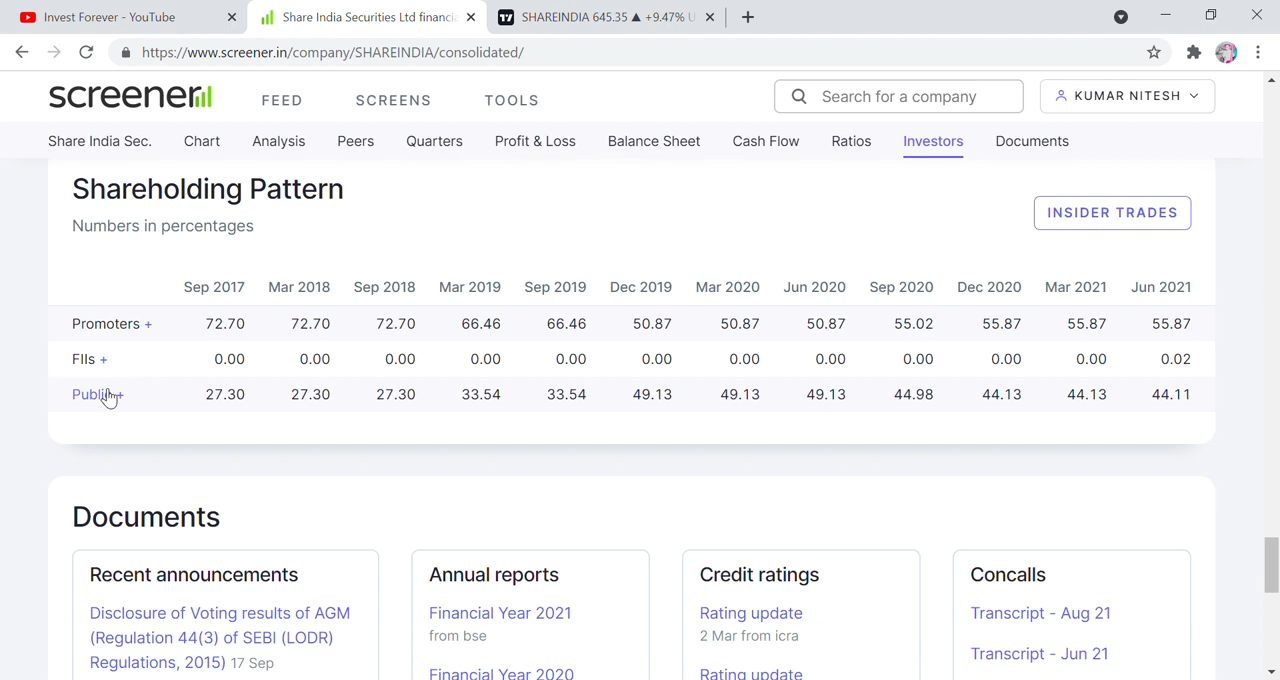 Invest Forever - YouTube
Share India Securities Ltd financia
SHAREINDIA 645.35 ▲ +9.47% U
https://www.screener.in/company/SHAREINDIA/consolidated/
screener
FEED SCREENS TOOLS
Search for a company
KUMAR NITESH
Share India Sec. Chart Analysis Peers Quarters Profit & Loss Balance Sheet Cash Flow Ratios Investors Documents
Shareholding Pattern
Numbers in percentages
INSIDER TRADES
Sep 2017 Mar 2018 Sep 2018 Mar 2019 Sep 2019 Dec 2019 Mar 2020 Jun 2020 Sep 2020 Dec 2020 Mar 2021 Jun 2021
Promoters + 72.70 72.70 72.70 66.46 66.46 50.87 50.87 50.87 55.02 55.87 55.87 55.87
FIIs + 0.00 0.00 0.00 0.00 0.00 0.00 0.00 0.00 0.00 0.00 0.00 0.02
Public + 27.30 27.30 27.30 33.54 33.54 49.13 49.13 49.13 44.98 44.13 44.13 44.11
Documents
Recent announcements
Disclosure of Voting results of AGM
(Regulation 44(3) of SEBI (LODR)
Regulations, 2015) 17 Sep
Annual reports
Financial Year 2021
from bse
Financial Year 2020
Credit ratings
Rating update
2 Mar from icra
Rating update
Concalls
Transcript - Aug 21
Transcript - Jun 21